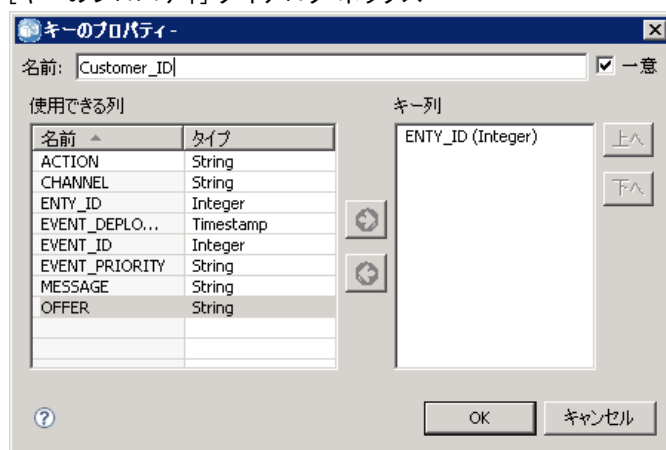 [キーのプロパティ] ダイアログ ボックス
キーのプロパティ -
名前: Customer_ID 一意
使用できる列 キー列
名前 タイプ ENTY_ID (Integer) 上へ
ACTION String
CHANNEL String 下へ
ENTY_ID Integer
EVENT_DEPLO... Timestamp
EVENT_ID Integer
EVENT_PRIORITY String
MESSAGE String
OFFER String
OK キャンセル